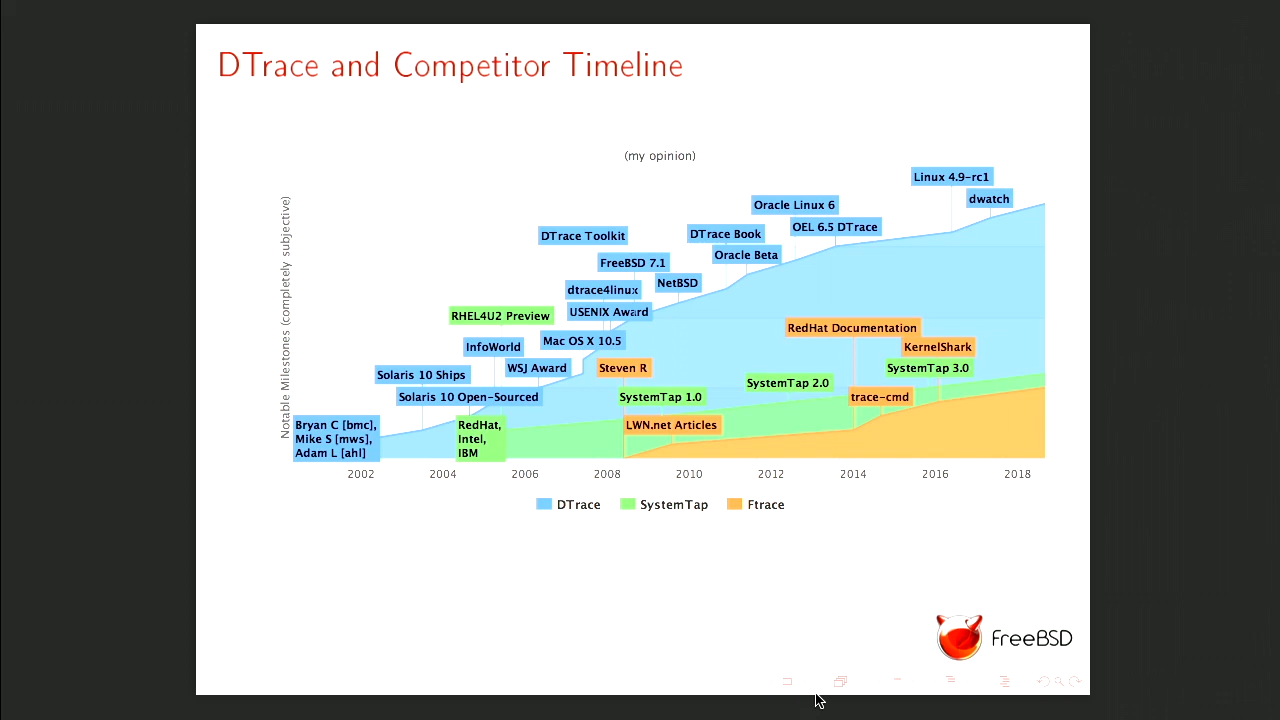 DTrace and Competitor Timeline
(my opinion)
Notable Milestones (completely subjective)
Linux 4.9-rc1
dwatch
Oracle Linux 6
OEL 6.5 DTrace
DTrace Book
DTrace Toolkit
Oracle Beta
FreeBSD 7.1
NetBSD
dtrace4linux
USENIX Award
RHEL4U2 Preview
RedHat Documentation
Mac OS X 10.5
InfoWorld
KernelShark
WSJ Award
Steven R
SystemTap 3.0
Solaris 10 Ships
SystemTap 2.0
Solaris 10 Open-Sourced
SystemTap 1.0
trace-cmd
Bryan C [bmc],
Mike S [mws],
Adam L [ahl]
RedHat,
Intel,
IBM
LWN.net Articles
2002 2004 2006 2008 2010 2012 2014 2016 2018
DTrace SystemTap Ftrace
FreeBSD